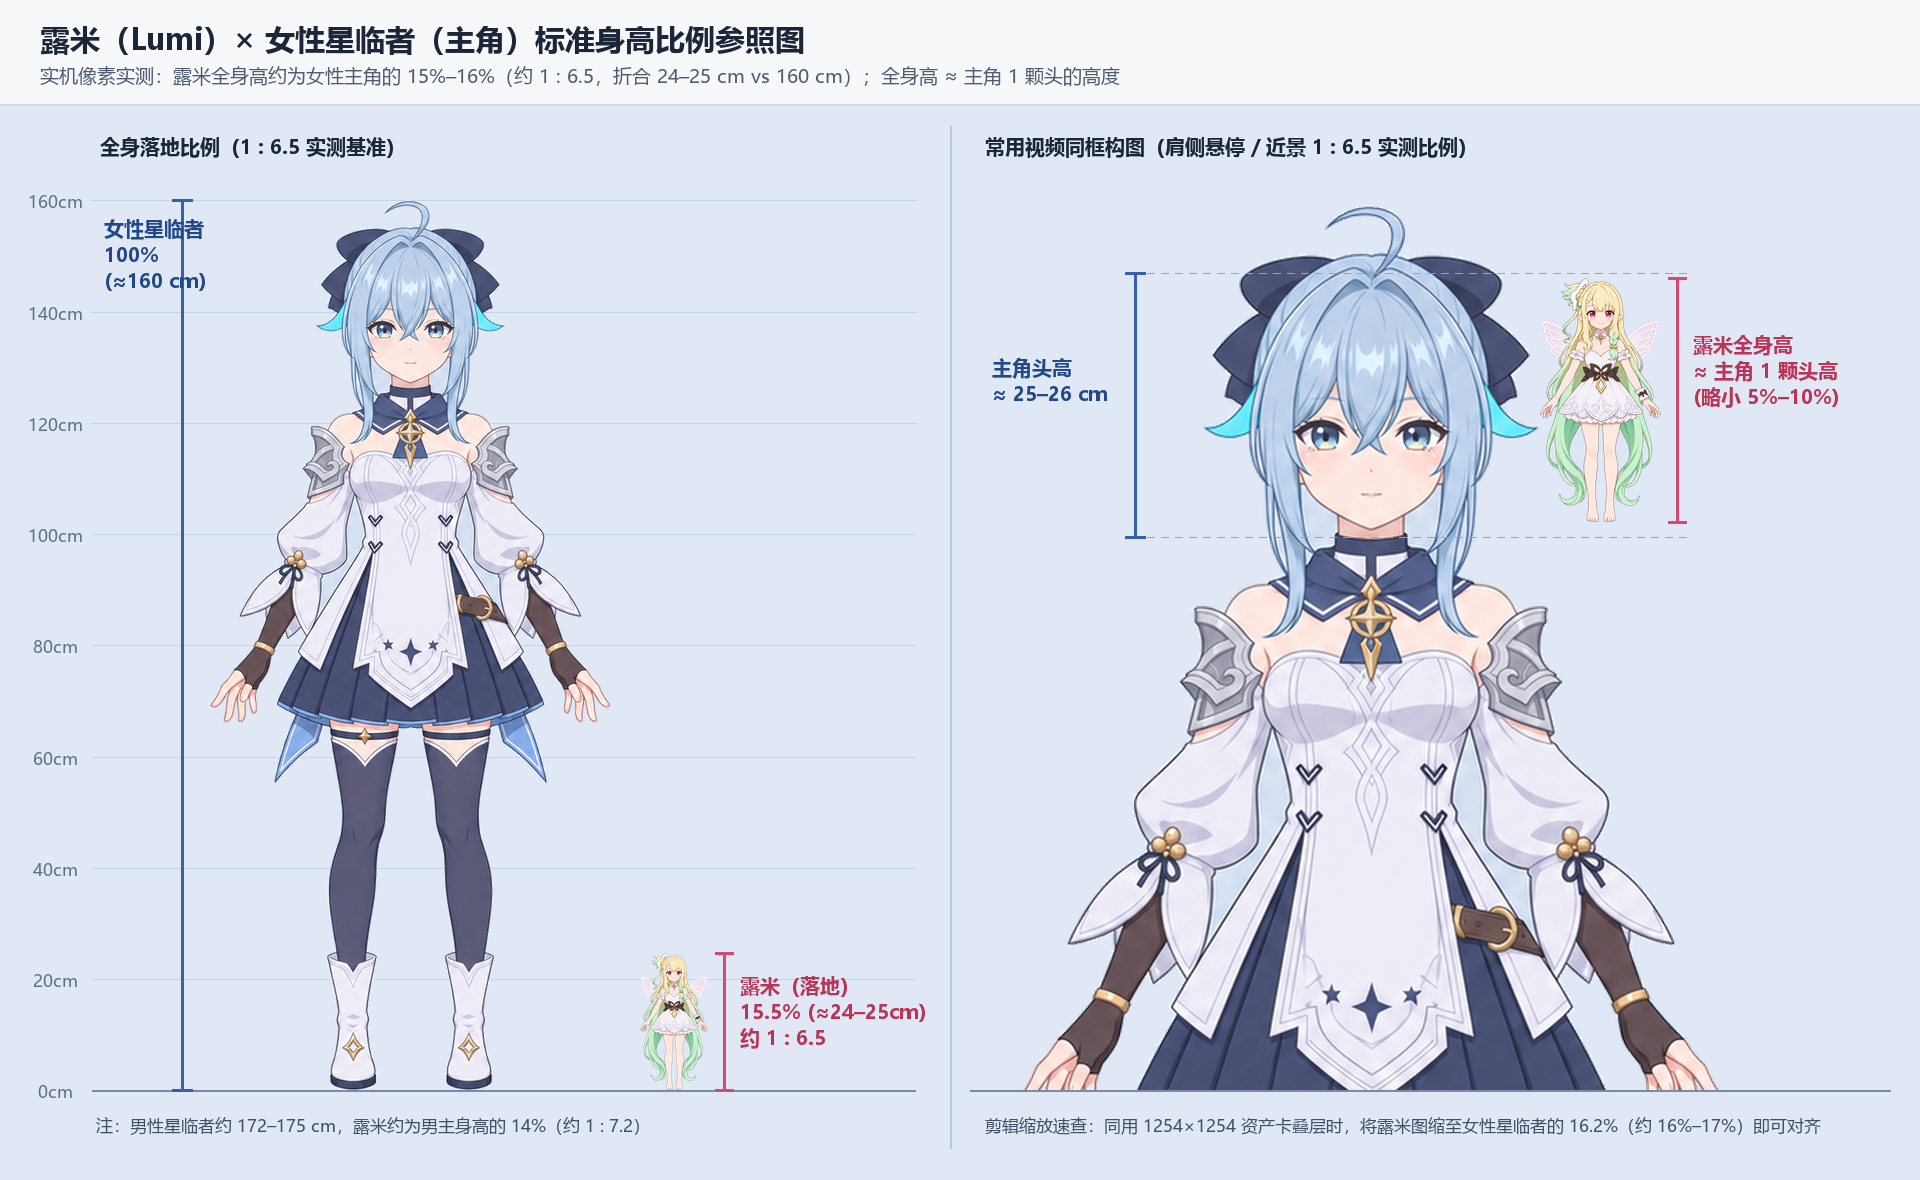 露米（Lumi）× 女性星临者（主角）标准身高比例参照图
实机像素实测：露米全身高约为女性主角的 15%–16%（约 1 : 6.5，折合 24–25 cm vs 160 cm）；全身高 ≈ 主角 1 颗头的高度
全身落地比例（1 : 6.5 实测基准）
160cm
女性星临者
100%
(≈160 cm)
140cm
120cm
100cm
80cm
60cm
40cm
20cm
0cm
露米（落地）
15.5% (≈24–25cm)
约 1 : 6.5
注：男性星临者约 172–175 cm，露米约为男主身高的 14%（约 1 : 7.2）
常用视频同框构图（肩侧悬停 / 近景 1 : 6.5 实测比例）
主角头高
≈ 25–26 cm
露米全身高
≈ 主角 1 颗头高
(略小 5%–10%)
剪辑缩放速查：同用 1254×1254 资产卡叠层时，将露米图缩至女性星临者的 16.2%（约 16%–17%）即可对齐